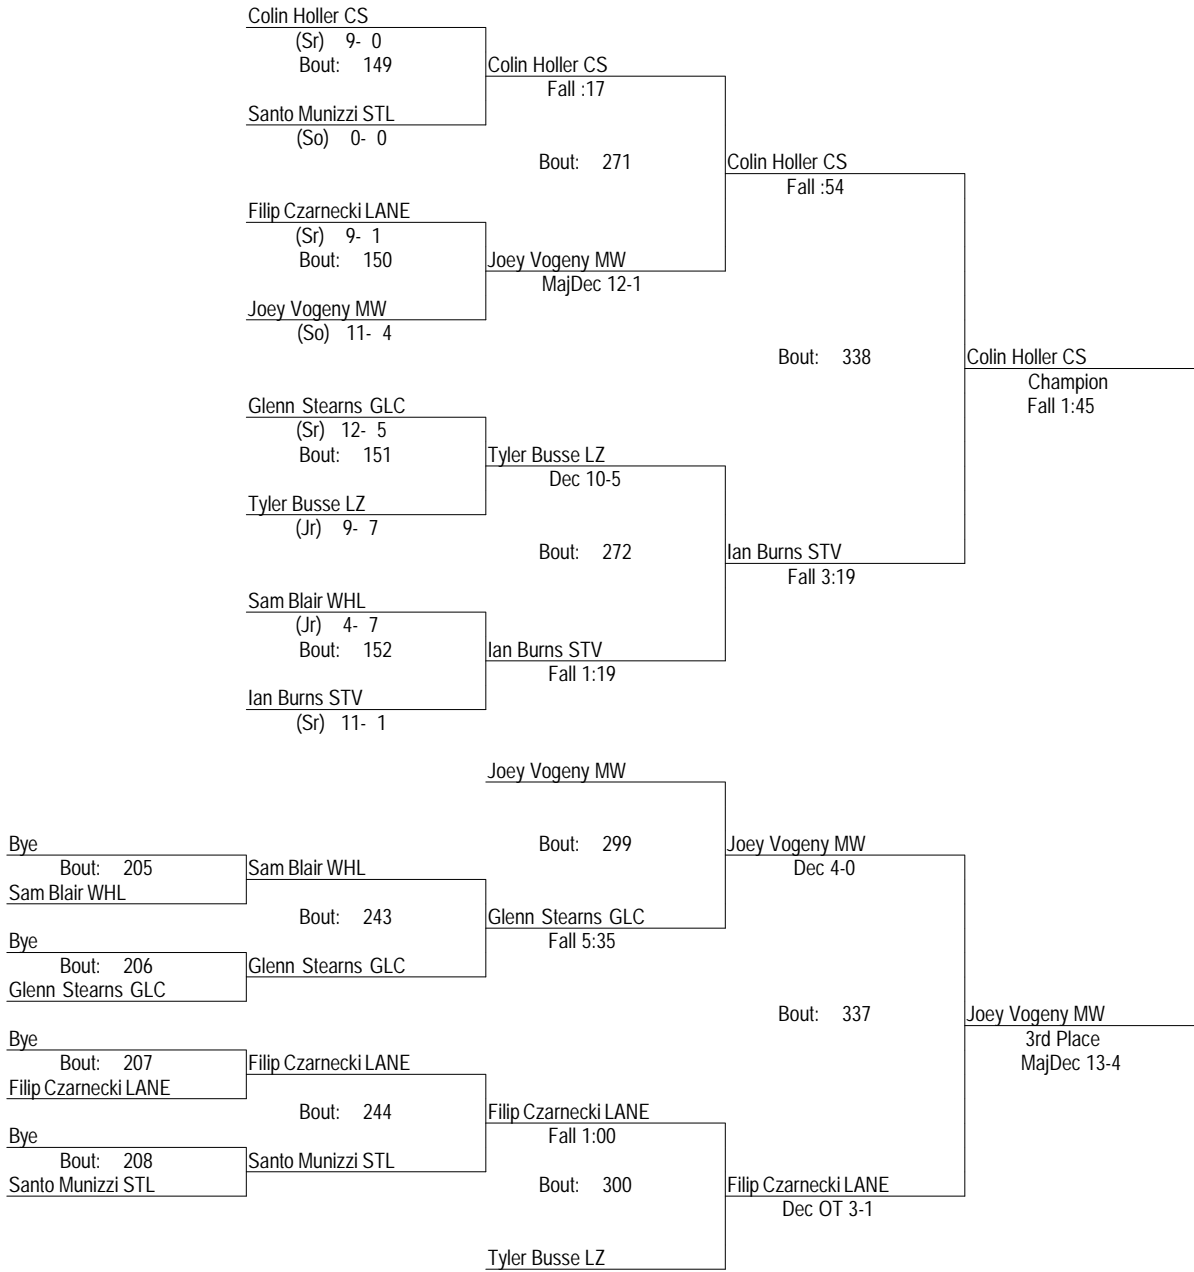 Colin Holler CS
(Sr) 9- 0
Bout: 149
Colin Holler CS
Fall :17
Santo Munizzi STL
(So) 0- 0
Bout: 271
Colin Holler CS
Fall :54
Filip Czarnecki LANE
(Sr) 9- 1
Bout: 150
Joey Vogeny MW
MajDec 12-1
Joey Vogeny MW
(So) 11- 4
Bout: 338
Colin Holler CS
Champion
Fall 1:45
Glenn Stearns GLC
(Sr) 12- 5
Bout: 151
Tyler Busse LZ
Dec 10-5
Tyler Busse LZ
(Jr) 9- 7
Bout: 272
Ian Burns STV
Fall 3:19
Sam Blair WHL
(Jr) 4- 7
Bout: 152
Ian Burns STV
Fall 1:19
Ian Burns STV
(Sr) 11- 1
Joey Vogeny MW
Bye
Bout: 299
Joey Vogeny MW
Dec 4-0
Bout: 205
Sam Blair WHL
Sam Blair WHL
Bout: 243
Glenn Stearns GLC
Fall 5:35
Bye
Bout: 206
Glenn Stearns GLC
Glenn Stearns GLC
Bout: 337
Joey Vogeny MW
3rd Place
MajDec 13-4
Bye
Bout: 207
Filip Czarnecki LANE
Filip Czarnecki LANE
Bout: 244
Filip Czarnecki LANE
Fall 1:00
Bye
Bout: 208
Santo Munizzi STL
Santo Munizzi STL
Bout: 300
Filip Czarnecki LANE
Dec OT 3-1
Tyler Busse LZ